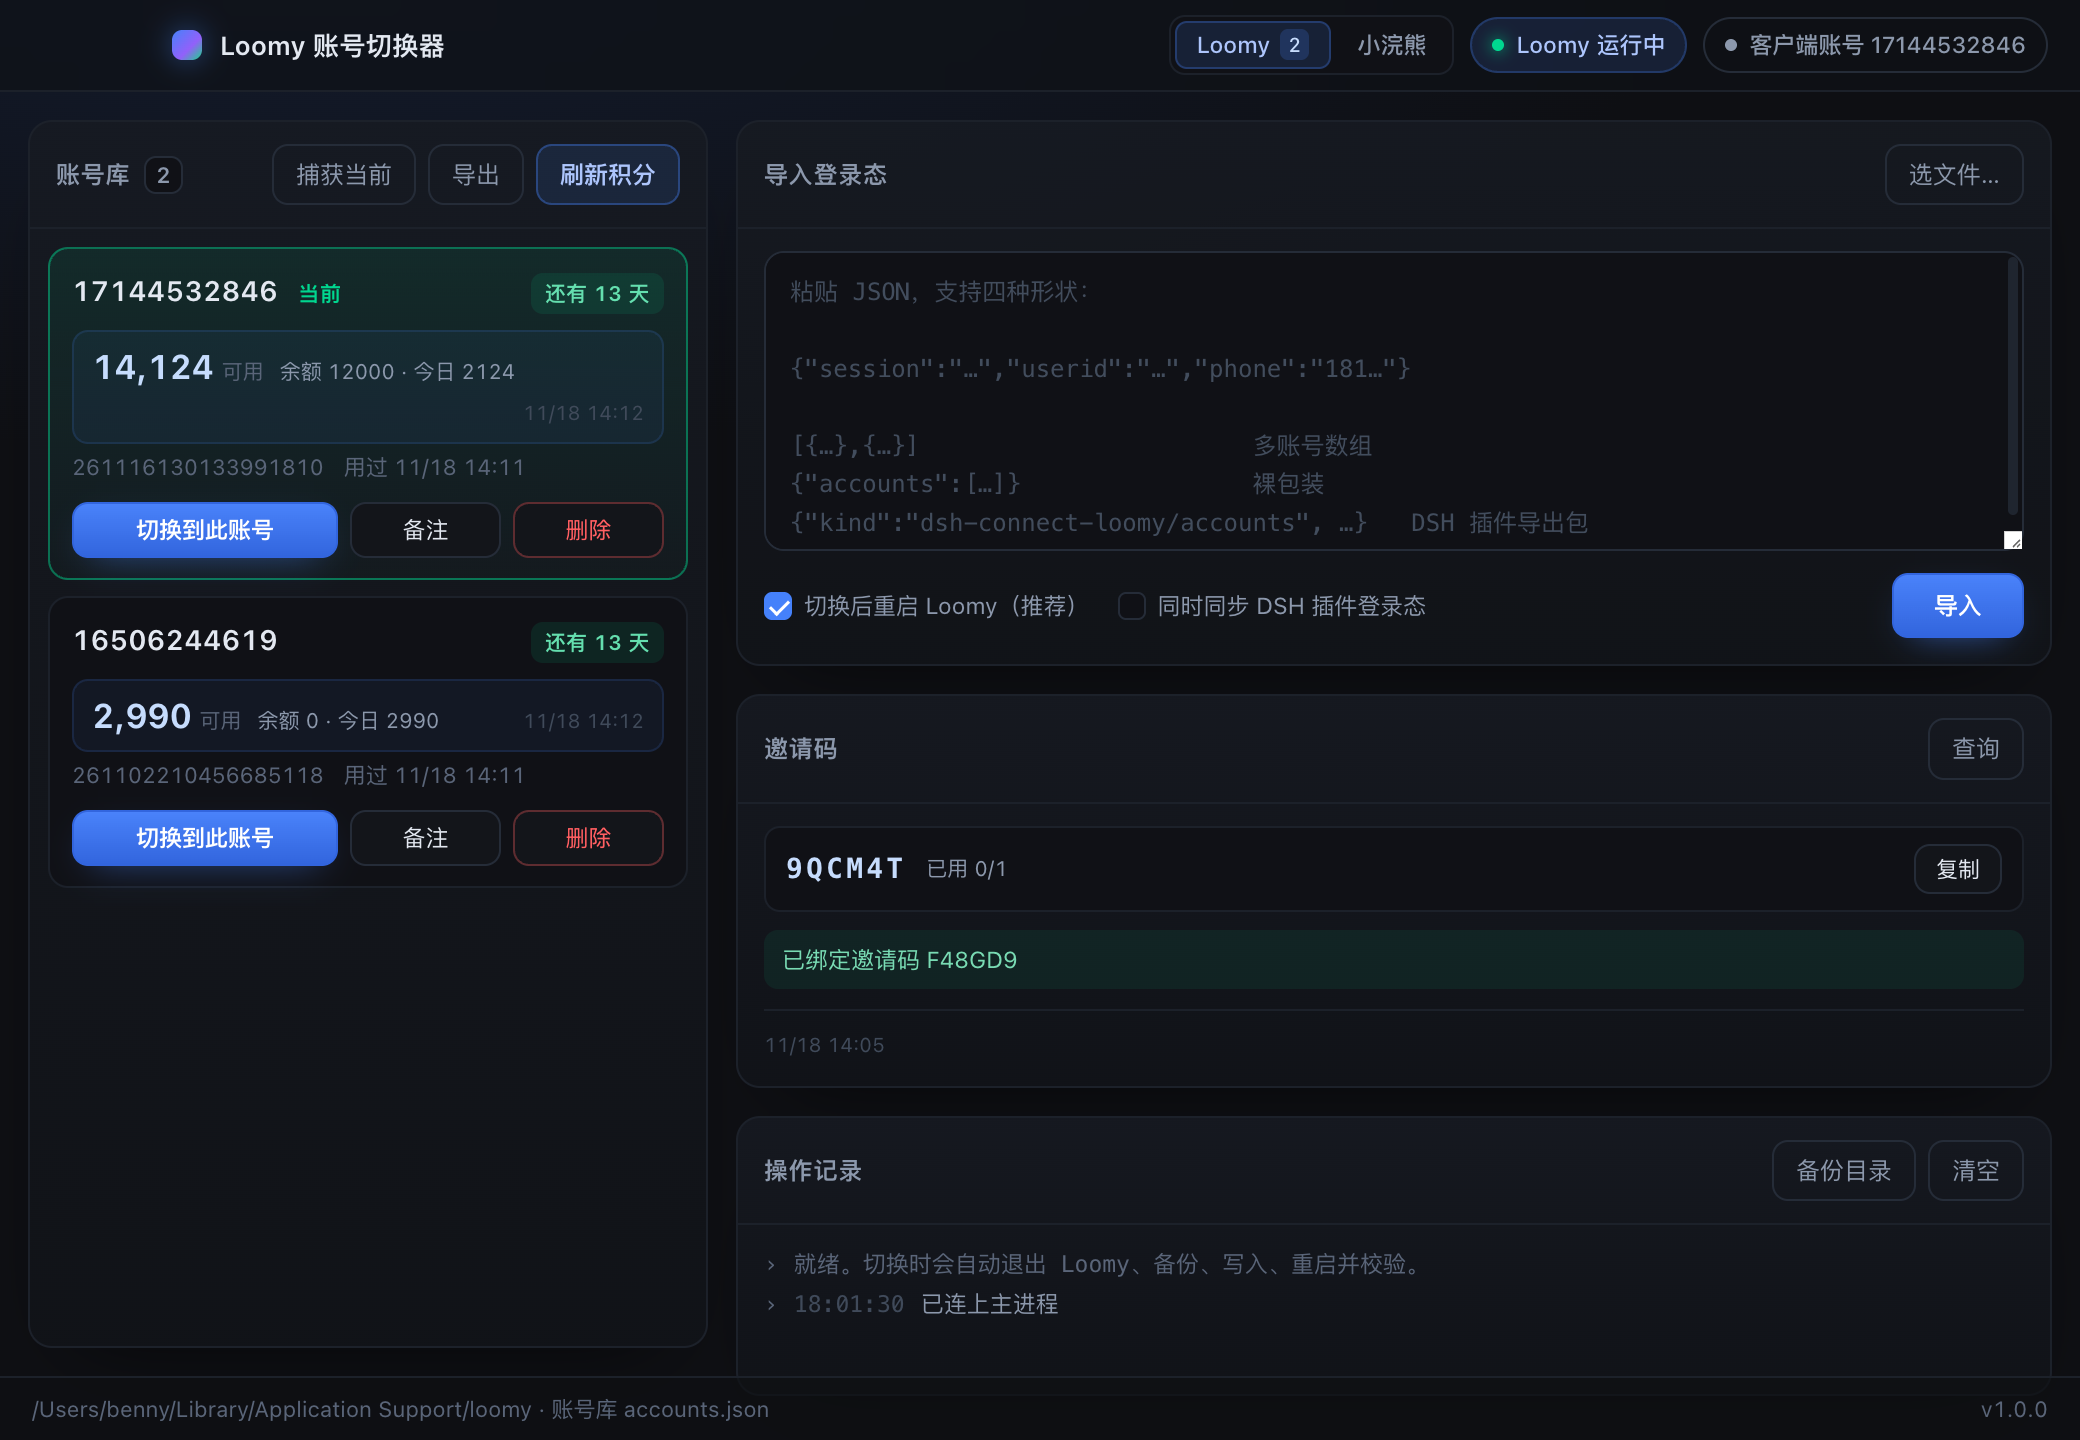 Loomy 账号切换器
Loomy 2
小浣熊
Loomy 运行中
客户端账号 17144532846
账号库 2
捕获当前
导出
刷新积分
17144532846 当前 还有 13 天
14,124 可用 余额 12000 · 今日 2124
11/18 14:12
261116130133991810 用过 11/18 14:11
切换到此账号 备注 删除
16506244619 还有 13 天
2,990 可用 余额 0 · 今日 2990 11/18 14:12
261102210456685118 用过 11/18 14:11
切换到此账号 备注 删除
导入登录态 选文件...
粘贴 JSON，支持四种形状：
{"session":"…","userid":"…","phone":"181…"}
[{…},{…}] 多账号数组
{"accounts":[…]} 裸包装
{"kind":"dsh-connect-loomy/accounts", …} DSH 插件导出包
切换后重启 Loomy（推荐） 同时同步 DSH 插件登录态 导入
邀请码 查询
9QCM4T 已用 0/1 复制
已绑定邀请码 F48GD9
11/18 14:05
操作记录 备份目录 清空
› 就绪。切换时会自动退出 Loomy、备份、写入、重启并校验。
› 18:01:30 已连上主进程
/Users/benny/Library/Application Support/loomy · 账号库 accounts.json v1.0.0